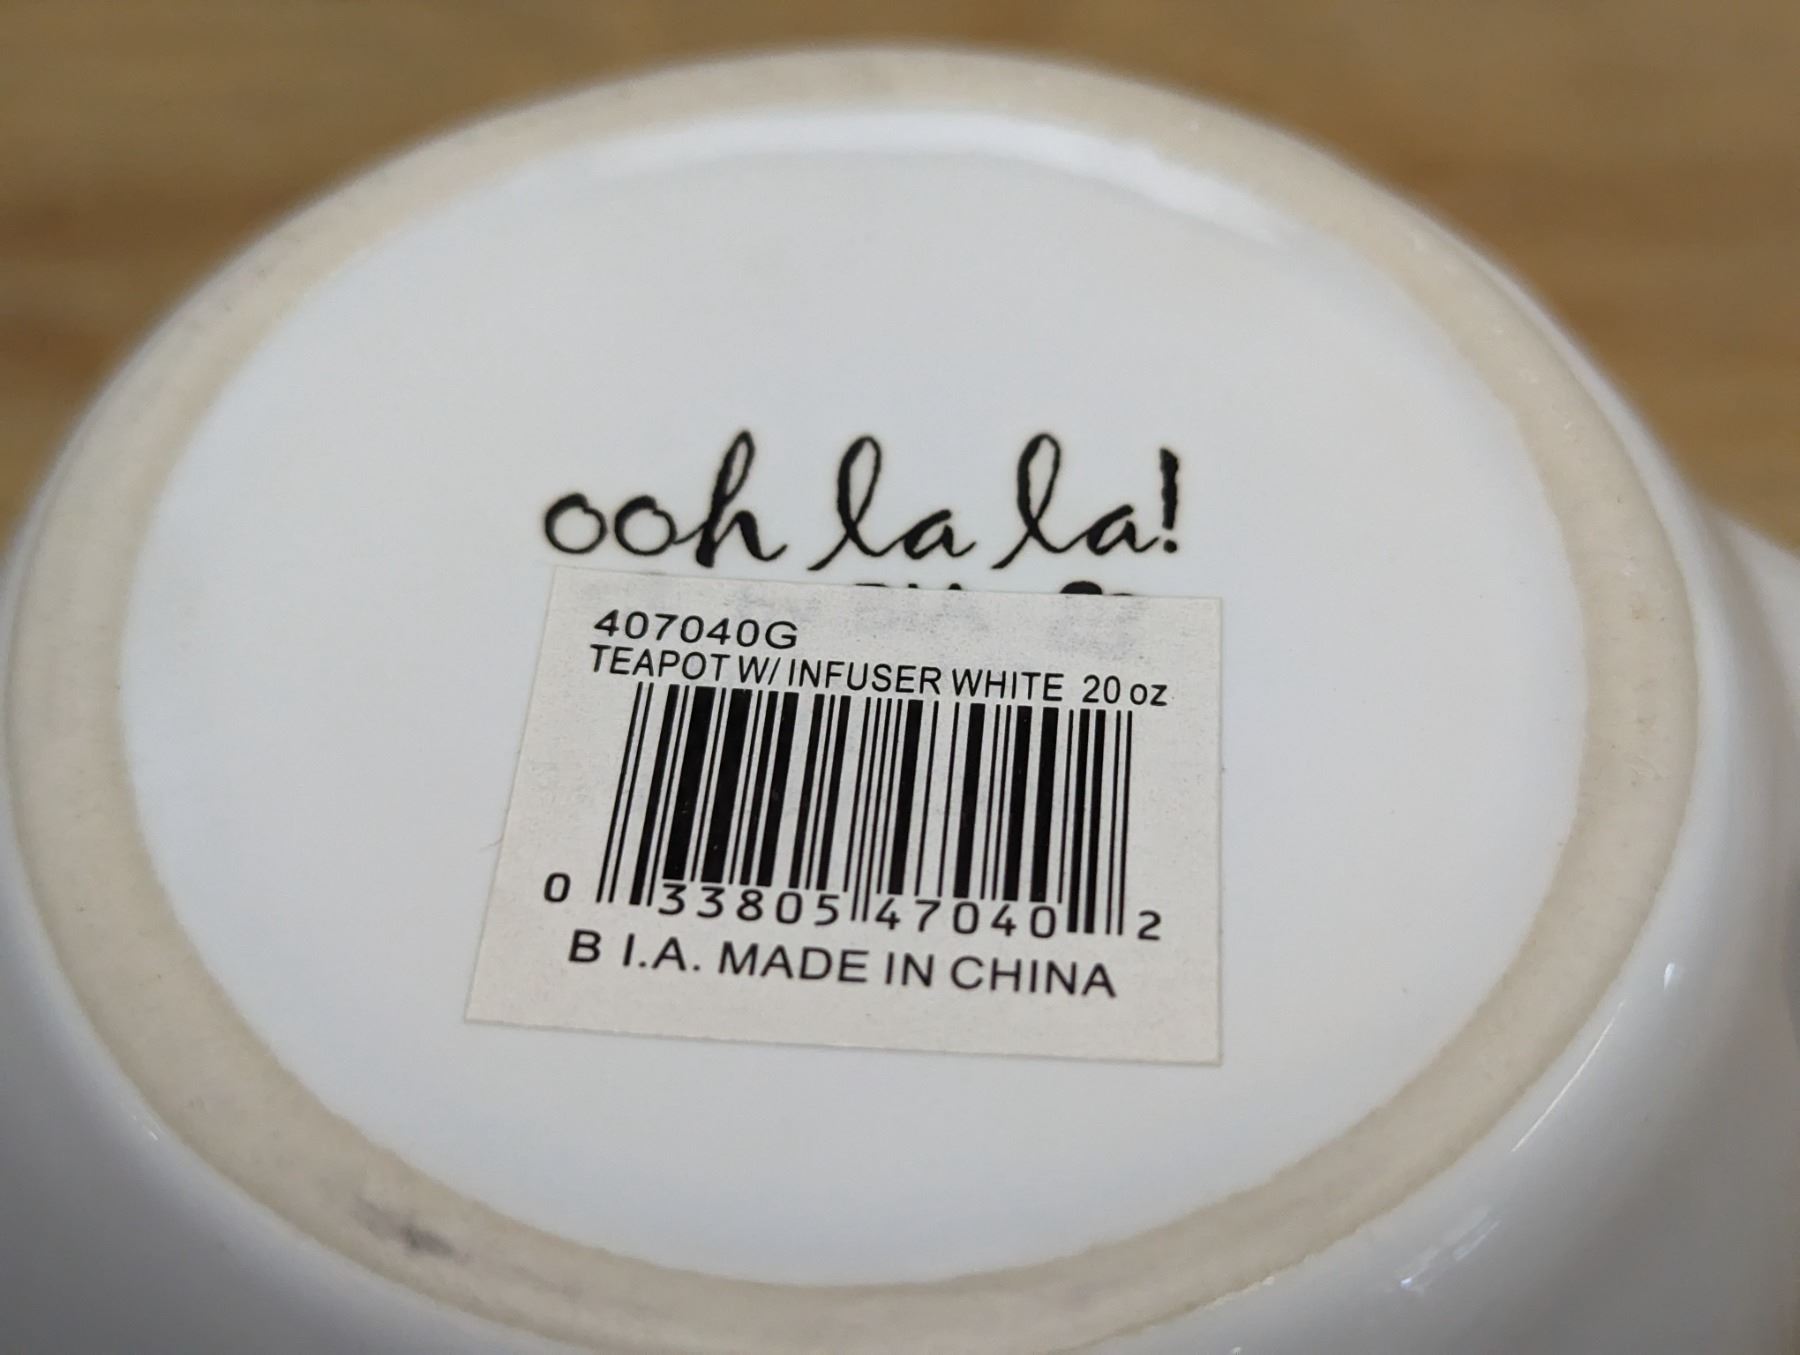 ooh la la!
407040G
TEAPOT W/ INFUSER WHITE 20 oz
0 33805 47040 2
B I.A. MADE IN CHINA